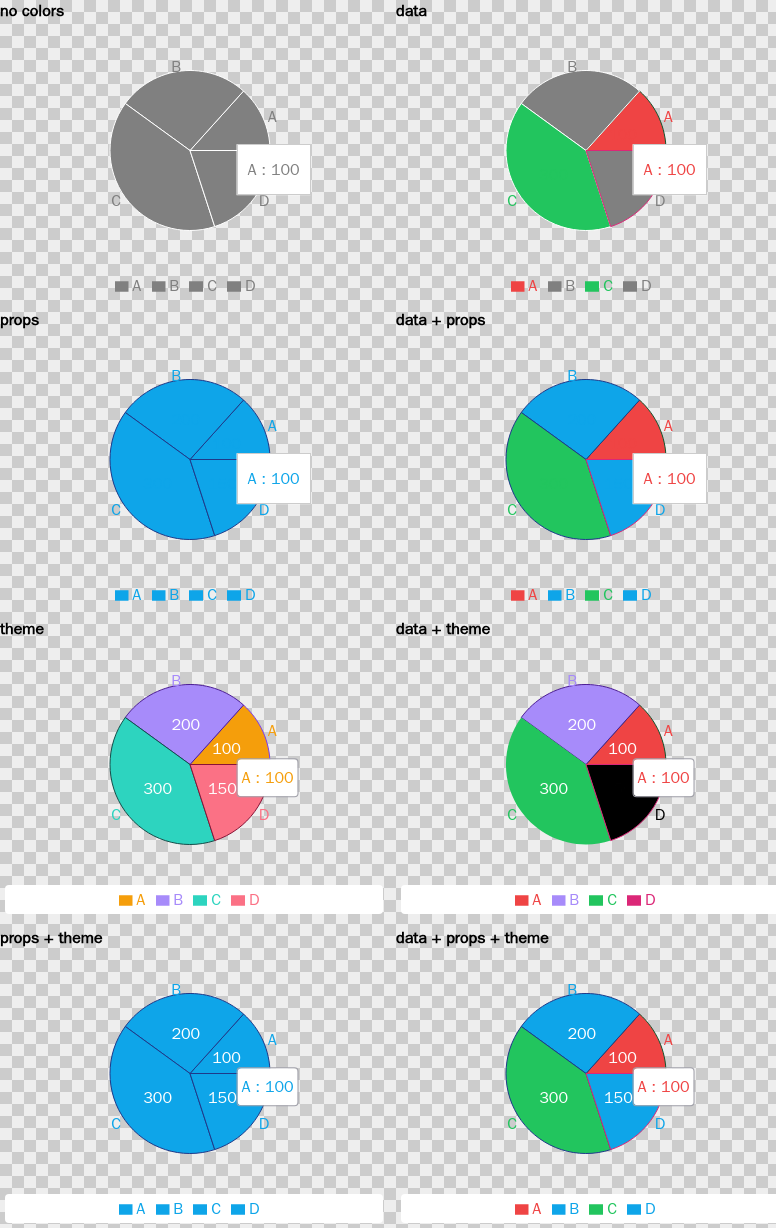 no colors
B
A
A : 100
C
D
A B C D
data
B
A
A : 100
C
D
A B C D
props
B
A
A : 100
C
D
A B C D
data + props
B
A
A : 100
C
D
A B C D
theme
B
200
A
100
A : 100
300
150
C
D
A B C D
data + theme
B
200
A
100
A : 100
300
C
D
A B C D
props + theme
B
200
A
100
A : 100
300
150
C
D
A B C D
data + props + theme
B
200
A
100
A : 100
300
150
C
D
A B C D